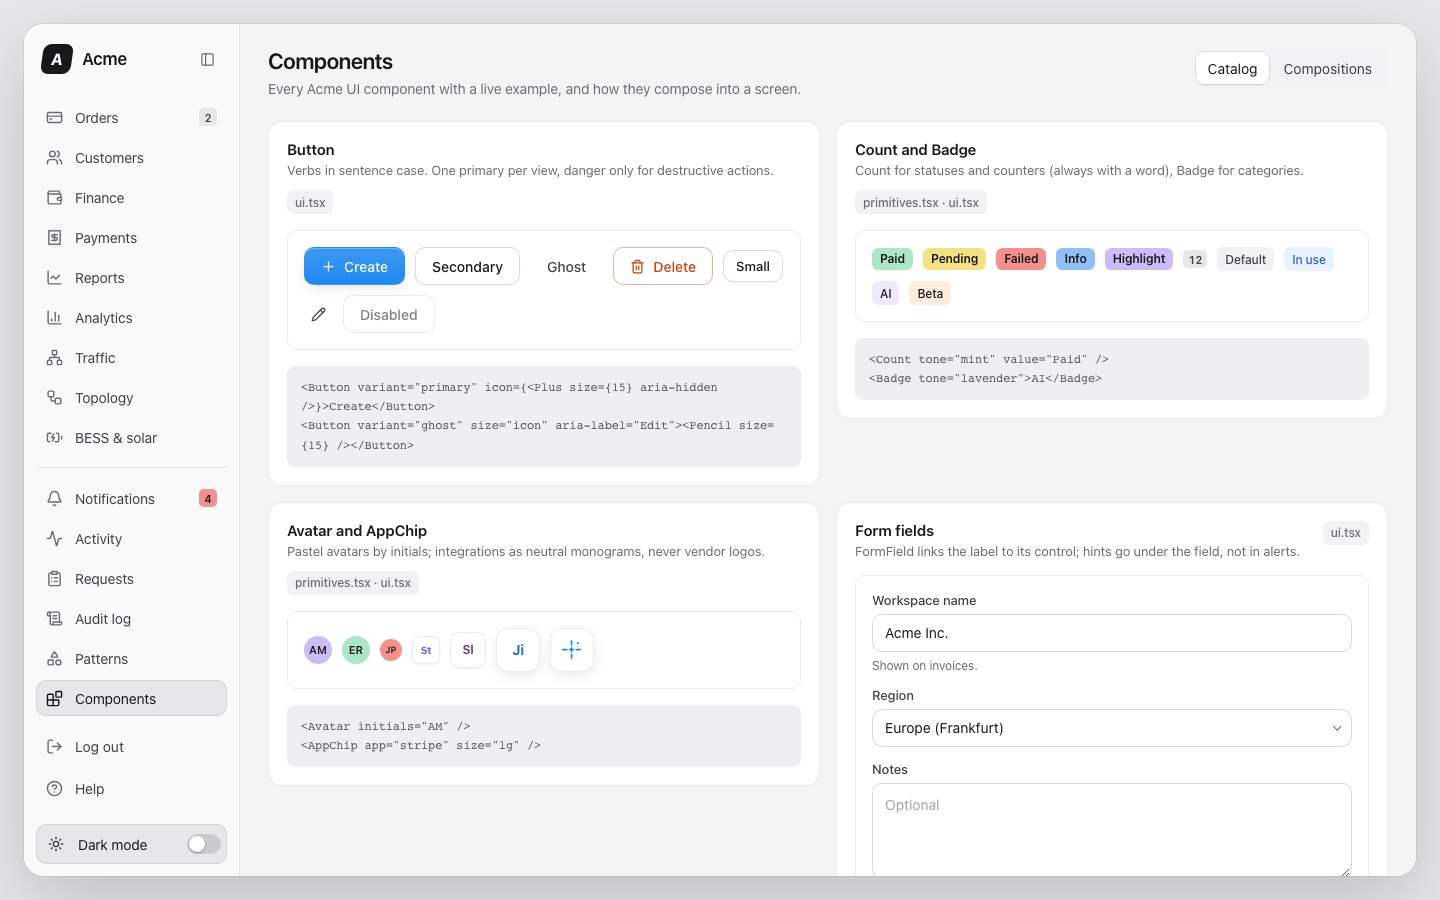 A Acme
Orders 2
Customers
Finance
Payments
Reports
Analytics
Traffic
Topology
BESS & solar
Notifications 4
Activity
Requests
Audit log
Patterns
Components
Log out
Help
Dark mode
Components
Every Acme UI component with a live example, and how they compose into a screen.
Catalog Compositions
Button
Verbs in sentence case. One primary per view, danger only for destructive actions.
ui.tsx
Create Secondary Ghost Delete Small
Disabled
<Button variant="primary" icon={<Plus size={15} aria-hidden
/>}>Create</Button>
<Button variant="ghost" size="icon" aria-label="Edit"><Pencil size=
{15} /></Button>
Count and Badge
Count for statuses and counters (always with a word), Badge for categories.
primitives.tsx · ui.tsx
Paid Pending Failed Info Highlight 12 Default In use
AI Beta
<Count tone="mint" value="Paid" />
<Badge tone="lavender">AI</Badge>
Avatar and AppChip
Pastel avatars by initials; integrations as neutral monograms, never vendor logos.
primitives.tsx · ui.tsx
AM ER JP St Sl Ji
<Avatar initials="AM" />
<AppChip app="stripe" size="lg" />
Form fields
FormField links the label to its control; hints go under the field, not in alerts.
ui.tsx
Workspace name
Acme Inc.
Shown on invoices.
Region
Europe (Frankfurt)
Notes
Optional